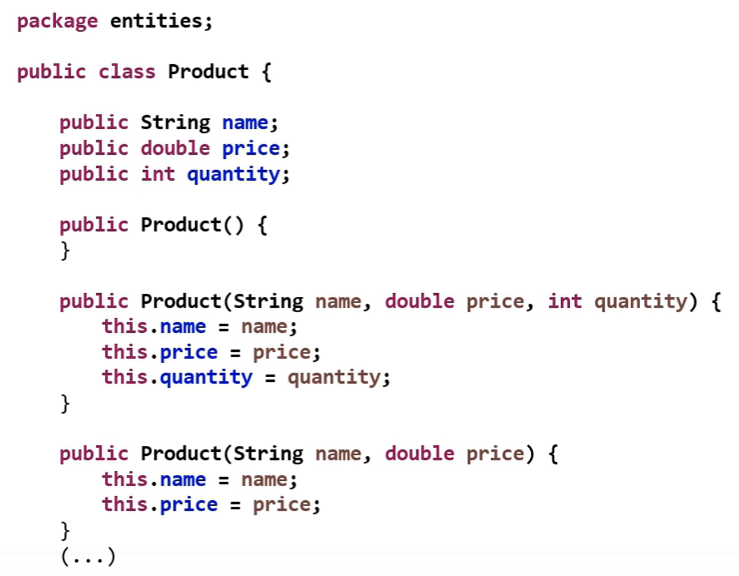 package entities;
public class Product {
public String name;
public double price;
public int quantity;
public Product() {
}
public Product(String name, double price, int quantity) {
this.name = name;
this.price = price;
this.quantity = quantity;
}
public Product(String name, double price) {
this.name = name;
this.price = price;
}
(...)